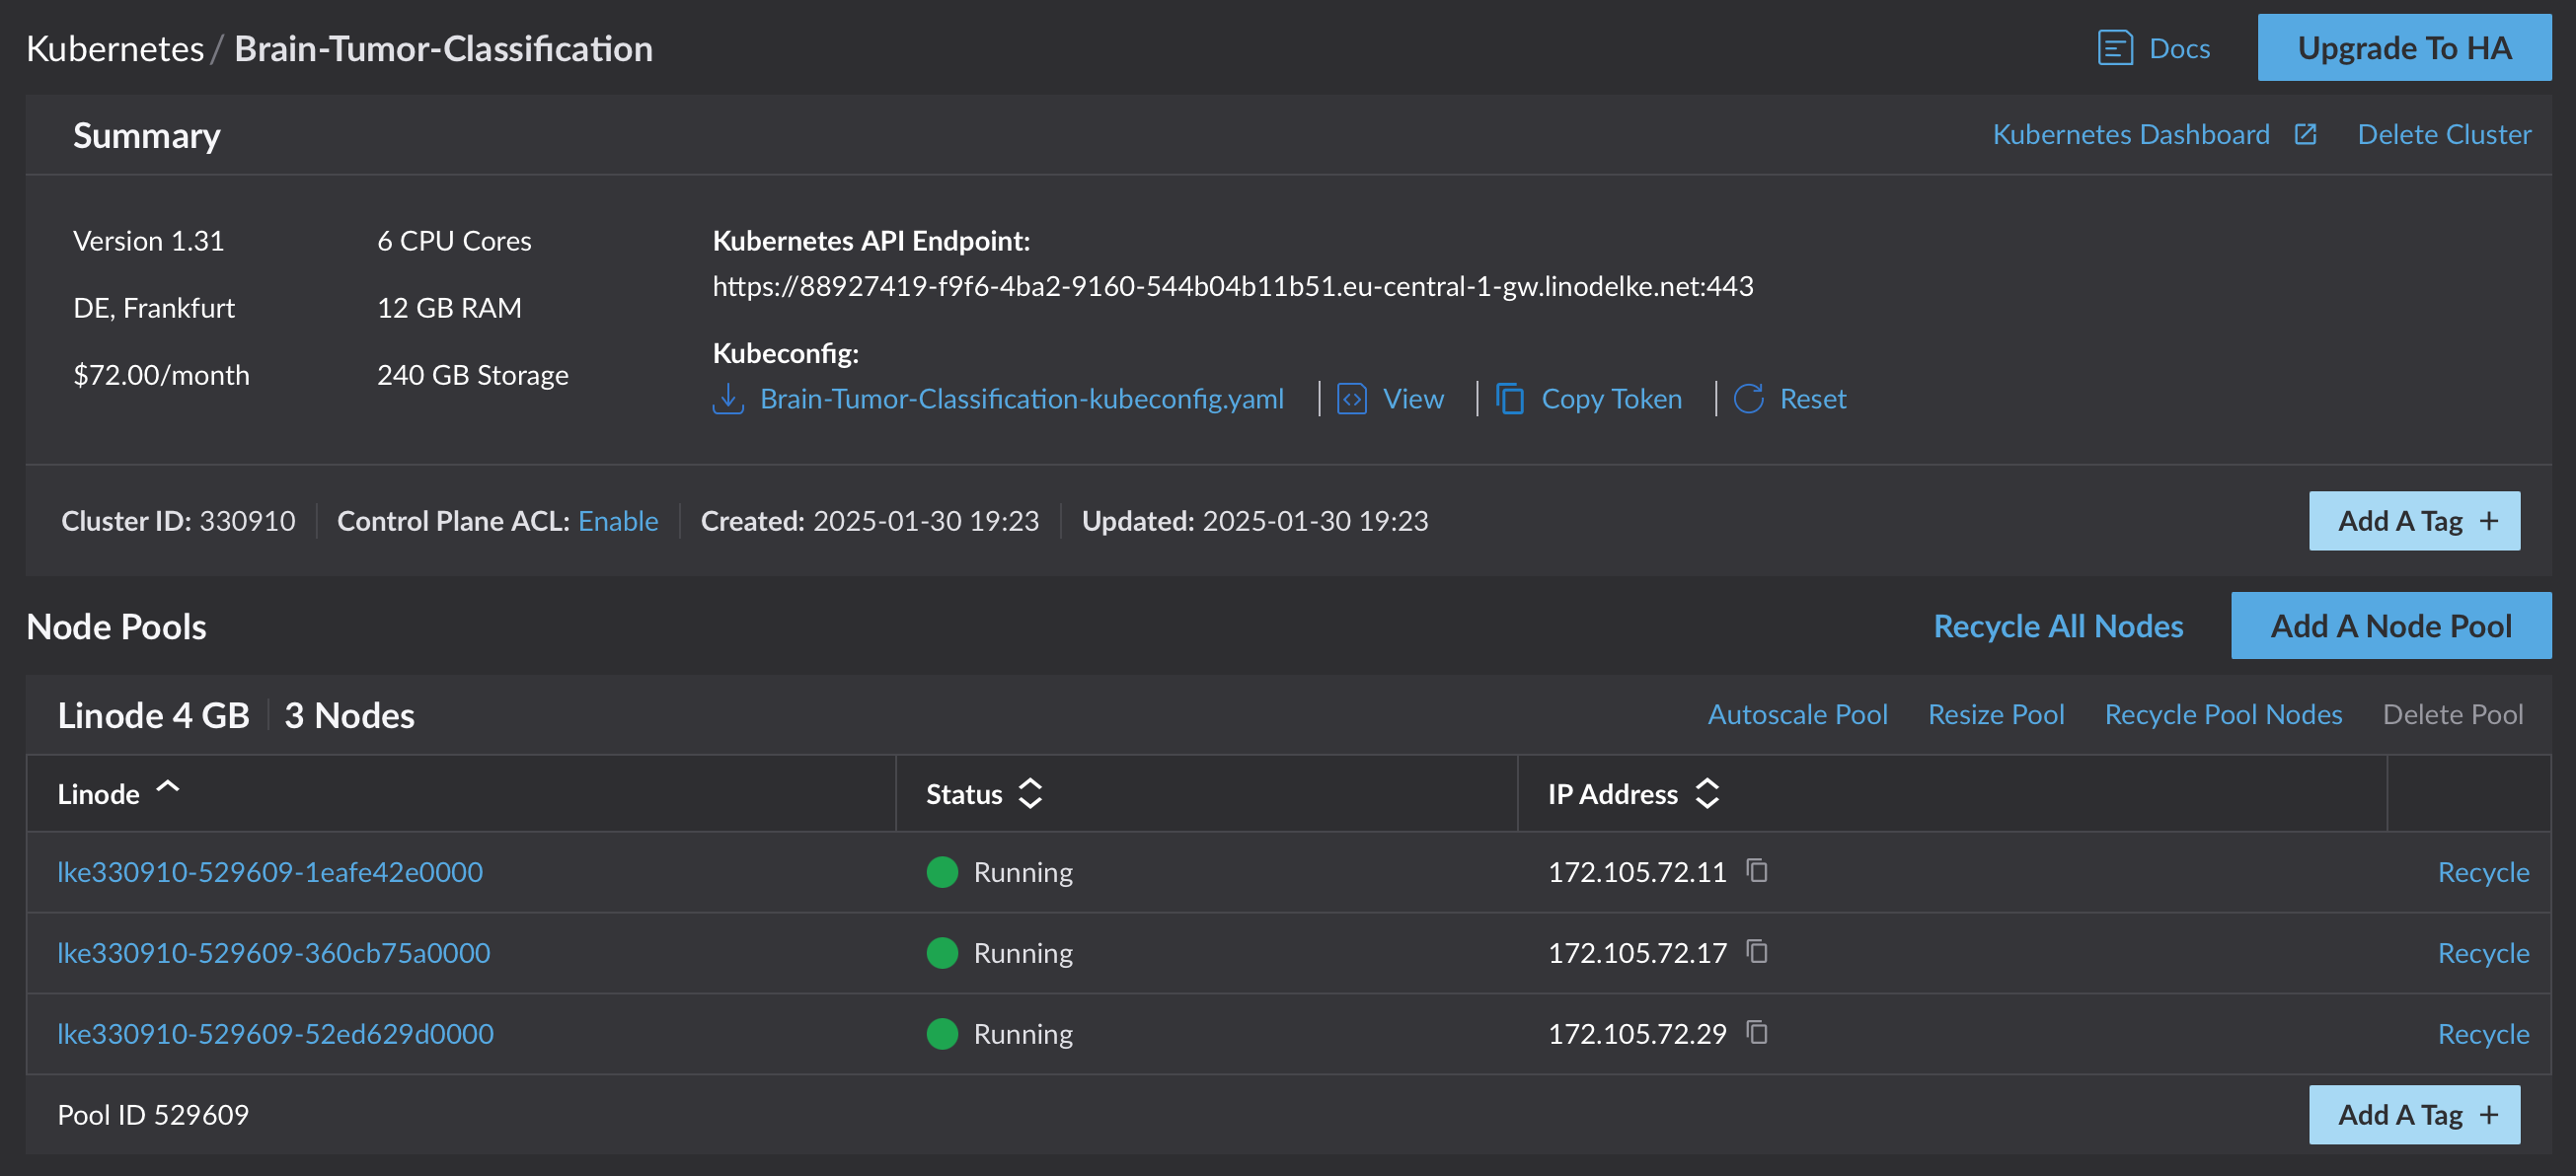 Kubernetes / Brain-Tumor-Classification
Docs
Upgrade To HA
Summary
Kubernetes Dashboard
Delete Cluster
Version 1.31
6 CPU Cores
DE, Frankfurt
12 GB RAM
$72.00/month
240 GB Storage
Kubernetes API Endpoint:
https://88927419-f9f6-4ba2-9160-544b04b11b51.eu-central-1-gw.linodelke.net:443
Kubeconfig:
Brain-Tumor-Classification-kubeconfig.yaml
View
Copy Token
Reset
Cluster ID: 330910
Control Plane ACL: Enable
Created: 2025-01-30 19:23
Updated: 2025-01-30 19:23
Add A Tag +
Node Pools
Recycle All Nodes
Add A Node Pool
Linode 4 GB
3 Nodes
Autoscale Pool
Resize Pool
Recycle Pool Nodes
Delete Pool
Linode
Status
IP Address
lke330910-529609-1eafe42e0000
Running
172.105.72.11
Recycle
lke330910-529609-360cb75a0000
Running
172.105.72.17
Recycle
lke330910-529609-52ed629d0000
Running
172.105.72.29
Recycle
Pool ID 529609
Add A Tag +